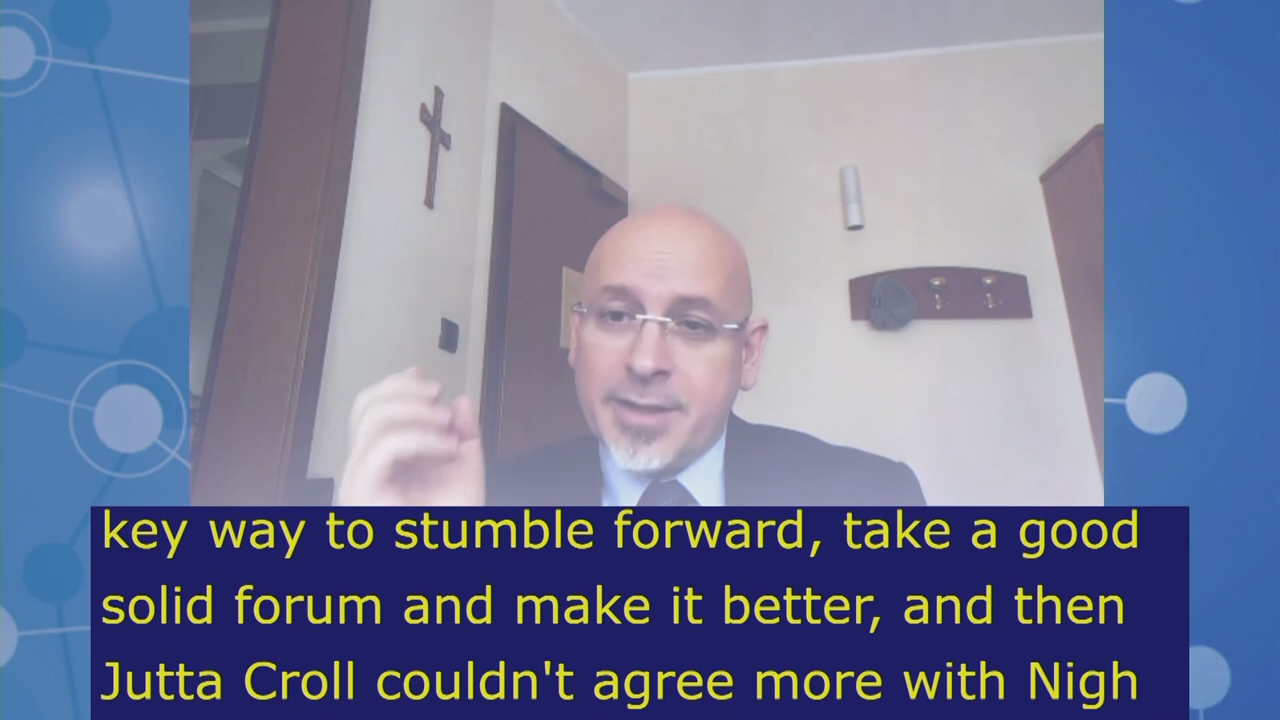 key way to stumble forward, take a good
solid forum and make it better, and then
Jutta Croll couldn't agree more with Nigh